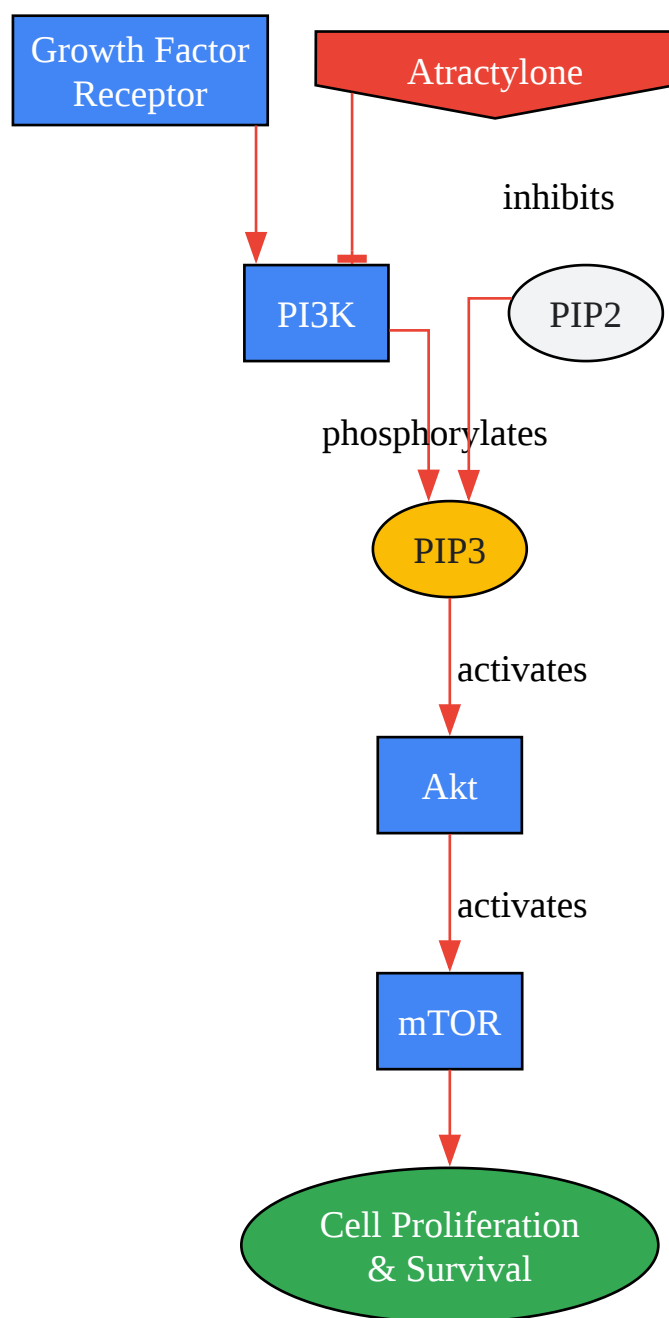 Growth Factor
Receptor
Atractylone
inhibits
PI3K
PIP2
phosphorylates
PIP3
activates
Akt
activates
mTOR
Cell Proliferation
& Survival